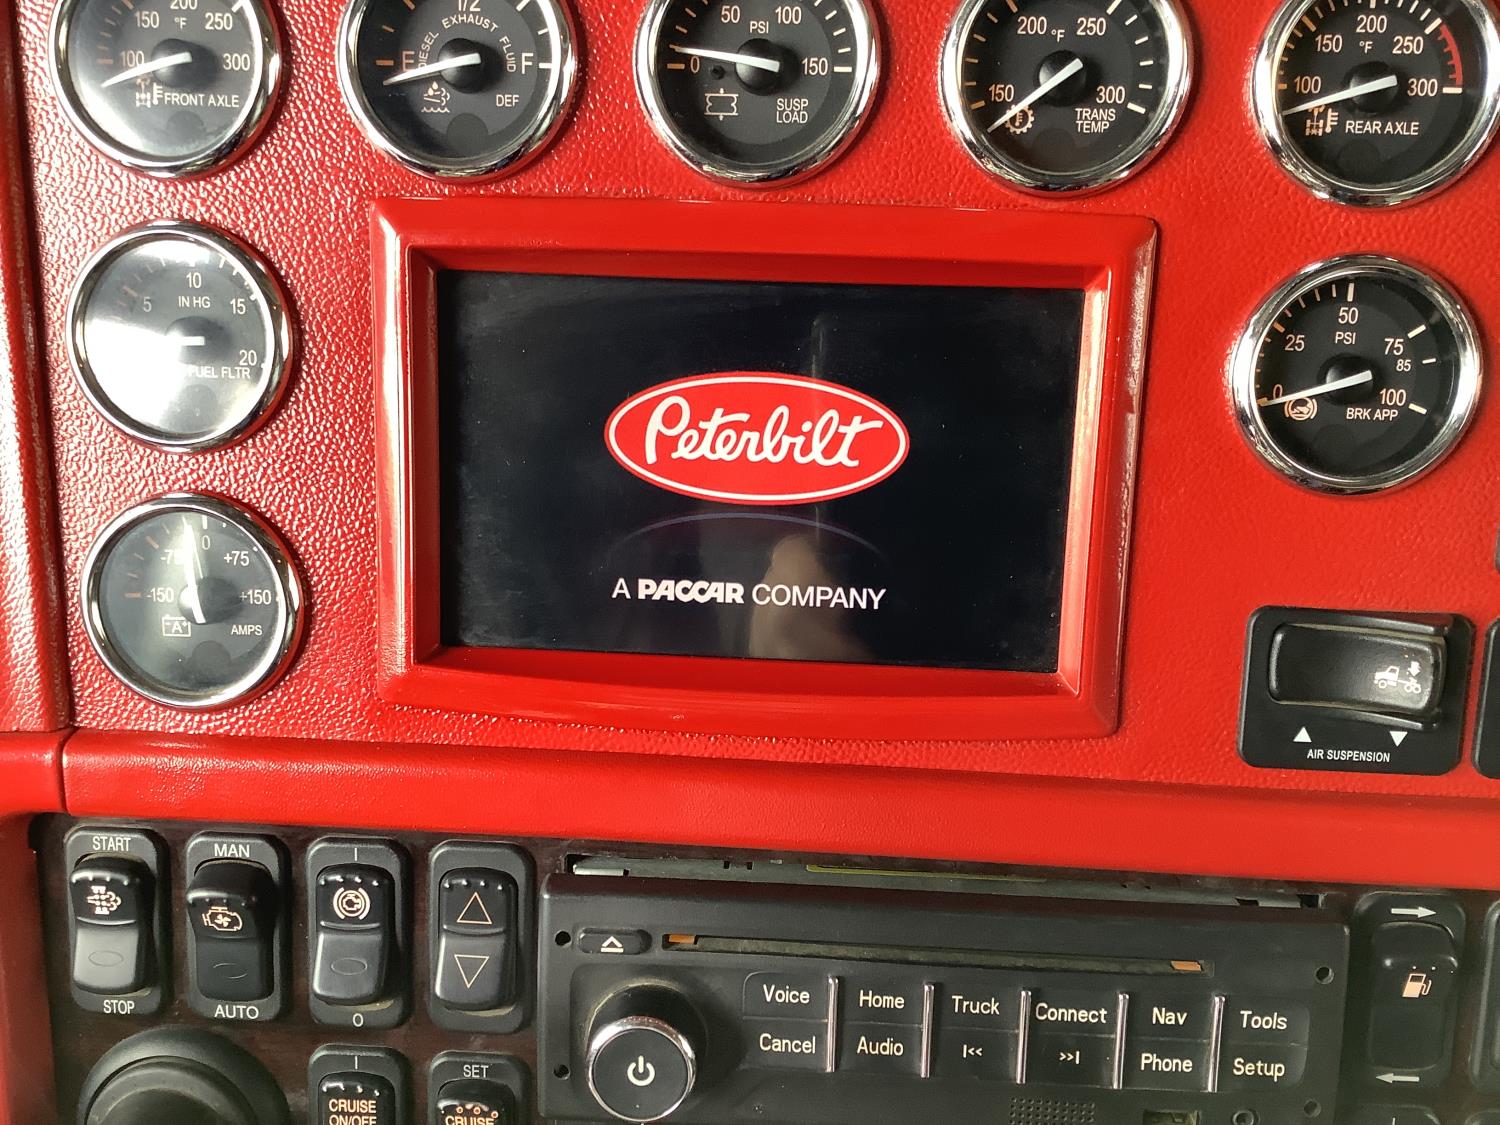 200
150 °F 250
100 300
FRONT AXLE
1/2
DIESEL EXHAUST FLUID
E F
DEF
50 100
PSI
0 150
SUSP
LOAD
200 °F 250
150 300
TRANS
TEMP
200
150 °F 250
100 300
REAR AXLE
10
5 IN HG 15
20
FUEL FLTR
50
25 PSI 75
85
0 100
BRK APP
Peterbilt
A PACCAR COMPANY
-75 0 +75
-150 +150
A
AMPS
AIR SUSPENSION
START
STOP
MAN
AUTO
I
O
Voice Home Truck Connect Nav Tools
Cancel Audio |<< >>| Phone Setup
I
CRUISE
ON/OFF
SET
CRUISE